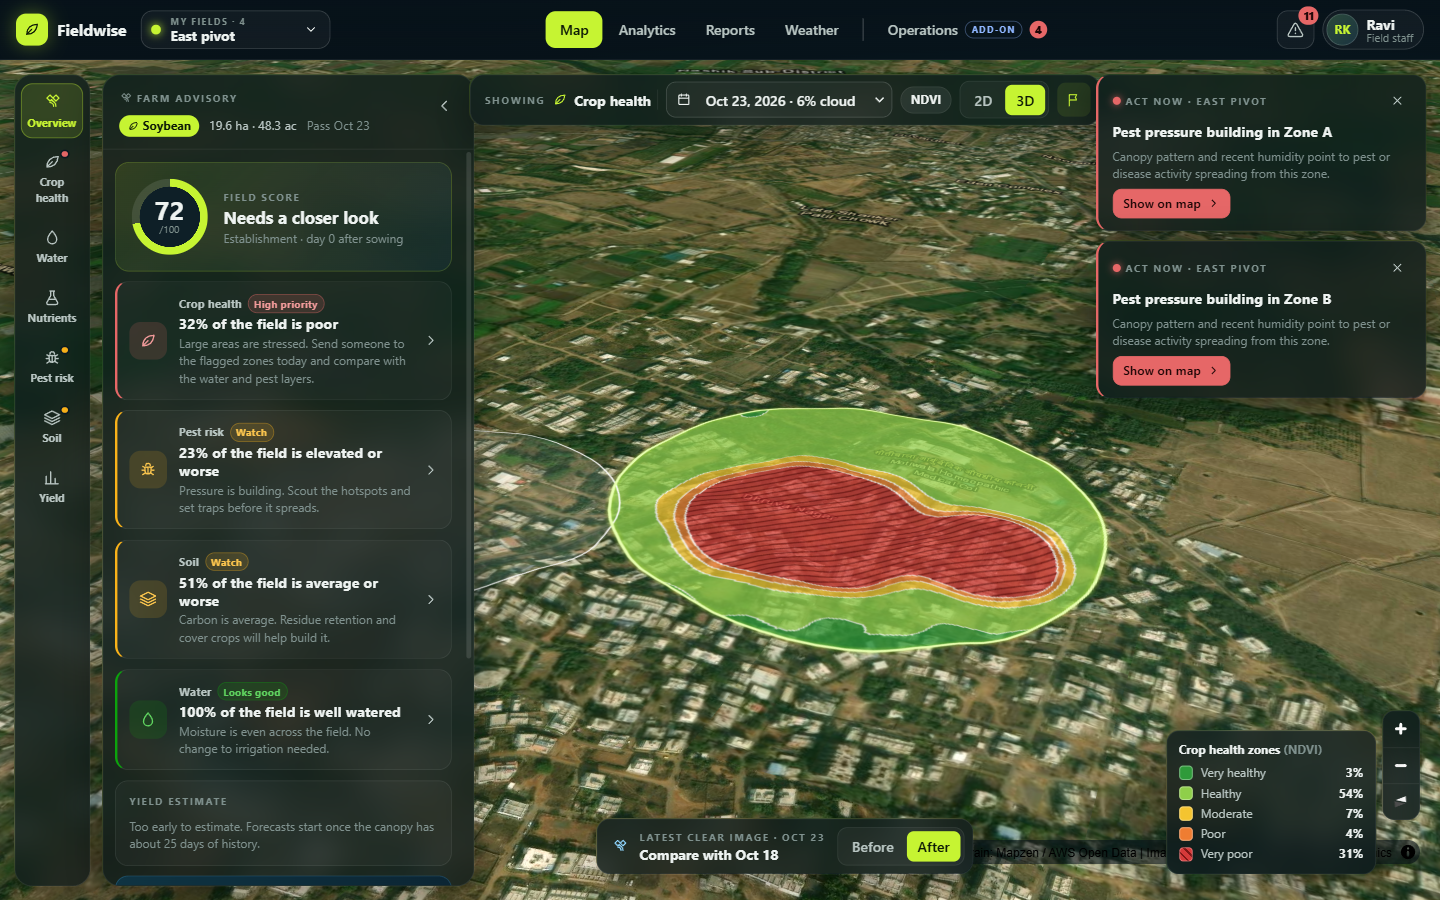 Fieldwise
MY FIELDS · 4
East pivot
Map
Analytics
Reports
Weather
Operations
ADD-ON
4
11
RK
Ravi
Field staff
Overview
Crop
health
Water
Nutrients
Pest risk
Soil
Yield
FARM ADVISORY
Soybean
19.6 ha · 48.3 ac
Pass Oct 23
72
/100
FIELD SCORE
Needs a closer look
Establishment · day 0 after sowing
Crop health
High priority
32% of the field is poor
Large areas are stressed. Send someone to
the flagged zones today and compare with
the water and pest layers.
Pest risk
Watch
23% of the field is elevated or
worse
Pressure is building. Scout the hotspots and
set traps before it spreads.
Soil
Watch
51% of the field is average or
worse
Carbon is average. Residue retention and
cover crops will help build it.
Water
Looks good
100% of the field is well watered
Moisture is even across the field. No
change to irrigation needed.
YIELD ESTIMATE
Too early to estimate. Forecasts start once the canopy has
about 25 days of history.
SHOWING
Crop health
Oct 23, 2026 · 6% cloud
NDVI
2D
3D
ACT NOW · EAST PIVOT
Pest pressure building in Zone A
Canopy pattern and recent humidity point to pest or
disease activity spreading from this zone.
Show on map
ACT NOW · EAST PIVOT
Pest pressure building in Zone B
Canopy pattern and recent humidity point to pest or
disease activity spreading from this zone.
Show on map
LATEST CLEAR IMAGE · OCT 23
Compare with Oct 18
Before
After
Mapzen / AWS Open Data |
Crop health zones (NDVI)
Very healthy 3%
Healthy 54%
Moderate 7%
Poor 4%
Very poor 31%